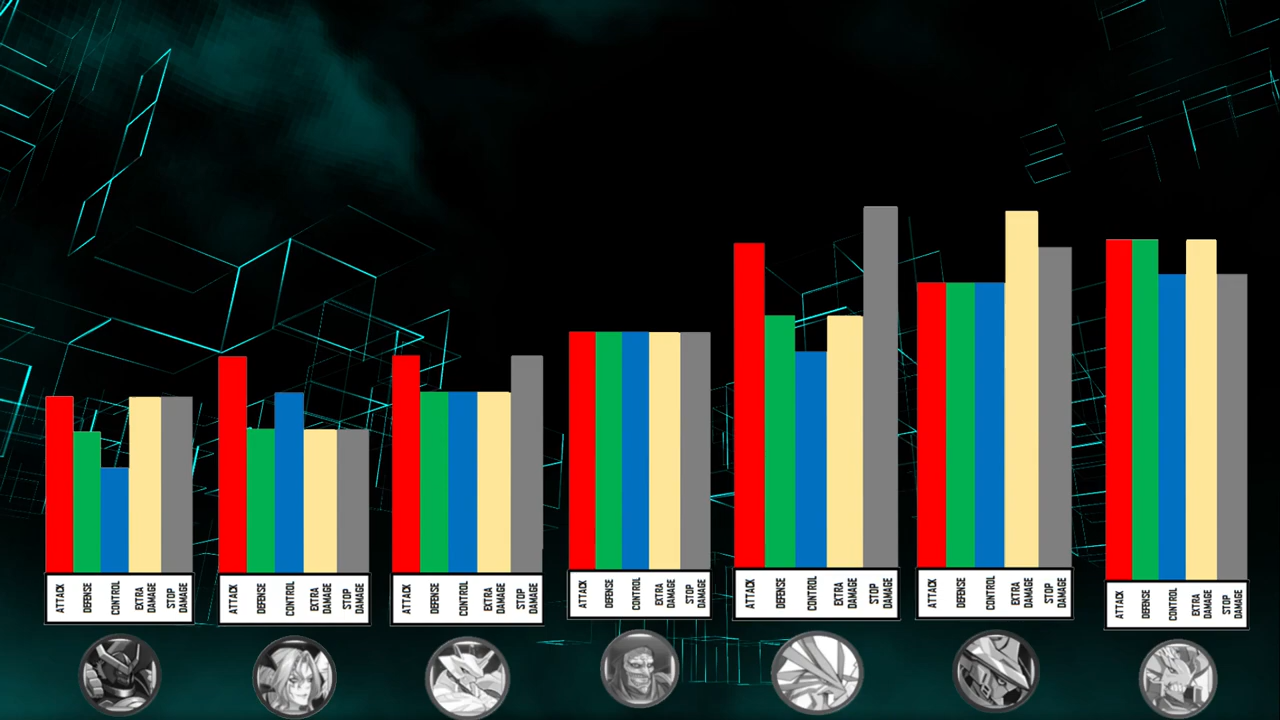 ATTACK
DEFENSE
CONTROL
EXTRA
DAMAGE
STOP
DAMAGE
ATTACK
DEFENSE
CONTROL
EXTRA
DAMAGE
STOP
DAMAGE
ATTACK
DEFENSE
CONTROL
EXTRA
DAMAGE
STOP
DAMAGE
ATTACK
DEFENSE
CONTROL
EXTRA
DAMAGE
STOP
DAMAGE
ATTACK
DEFENSE
CONTROL
EXTRA
DAMAGE
STOP
DAMAGE
ATTACK
DEFENSE
CONTROL
EXTRA
DAMAGE
STOP
DAMAGE
ATTACK
DEFENSE
CONTROL
EXTRA
DAMAGE
STOP
DAMAGE